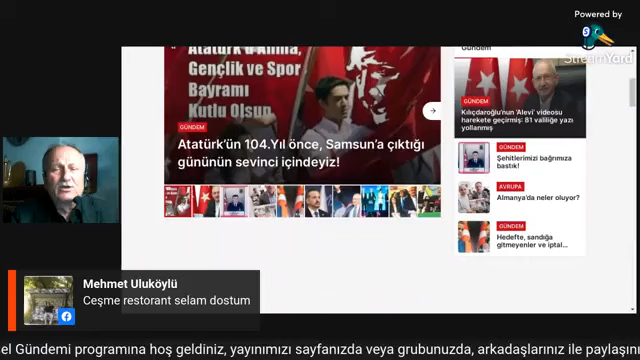 Powered by
StreamYard
Atatürk'ü Anma,
Gençlik ve Spor
Bayramı
Kutlu Olsun
GÜNDEM
Atatürk'ün 104.Yıl önce, Samsun'a çıktığı
gününün sevinci içindeyiz!
Gündem
GÜNDEM
Kılıçdaroğlu'nun 'Alevi' videosu
harekete geçirmiş: 81 valiliğe yazı
yollanmış
GÜNDEM
Şehitlerimizi bağrımıza
bastık!
AVRUPA
Almanya'da neler oluyor?
GÜNDEM
Hedefte, sandığa
gitmeyenler ve iptal...
Mehmet Uluköylü
Ceşme restorant selam dostum
el Gündemi programına hoş geldiniz, yayınımızı sayfanızda veya grubunuzda, arkadaşlarınız ile paylaşını